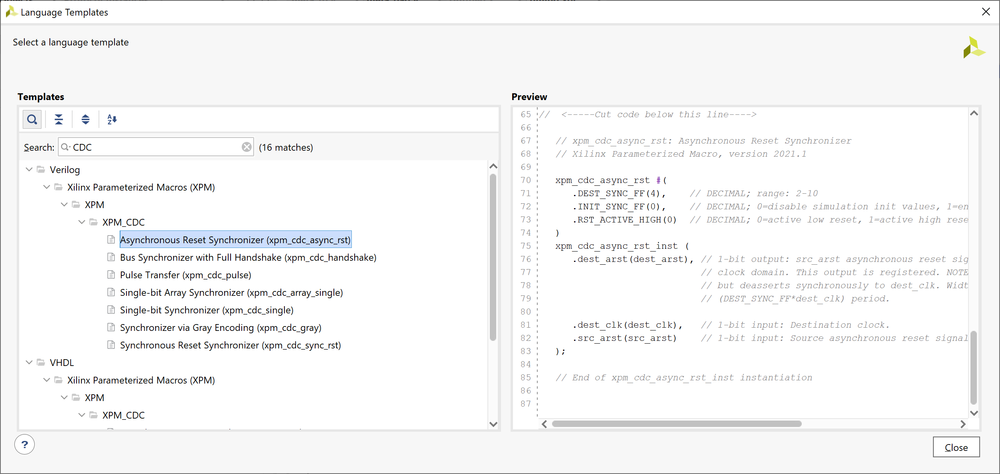 Language Templates
Select a language template
Templates
Search: CDC (16 matches)
Verilog
Xilinx Parameterized Macros (XPM)
XPM
XPM_CDC
Asynchronous Reset Synchronizer (xpm_cdc_async_rst)
Bus Synchronizer with Full Handshake (xpm_cdc_handshake)
Pulse Transfer (xpm_cdc_pulse)
Single-bit Array Synchronizer (xpm_cdc_array_single)
Single-bit Synchronizer (xpm_cdc_single)
Synchronizer via Gray Encoding (xpm_cdc_gray)
Synchronous Reset Synchronizer (xpm_cdc_sync_rst)
VHDL
Xilinx Parameterized Macros (XPM)
XPM
XPM_CDC
Preview
65 // <-----Cut code below this line---->
66
67 // xpm_cdc_async_rst: Asynchronous Reset Synchronizer
68 // Xilinx Parameterized Macro, version 2021.1
69
70 xpm_cdc_async_rst #(
71 .DEST_SYNC_FF(4), // DECIMAL; range: 2-10
72 .INIT_SYNC_FF(0), // DECIMAL; 0=disable simulation init values, 1=en
73 .RST_ACTIVE_HIGH(0) // DECIMAL; 0=active low reset, 1=active high rese
74 )
75 xpm_cdc_async_rst_inst (
76 .dest_arst(dest_arst), // 1-bit output: src_arst asynchronous reset sig
77 // clock domain. This output is registered. NOTE
78 // but deasserts synchronously to dest_clk. Widt
79 // (DEST_SYNC_FF*dest_clk) period.
80
81 .dest_clk(dest_clk), // 1-bit input: Destination clock.
82 .src_arst(src_arst) // 1-bit input: Source asynchronous reset signal
83 );
84
85 // End of xpm_cdc_async_rst_inst instantiation
86
87
?
Close